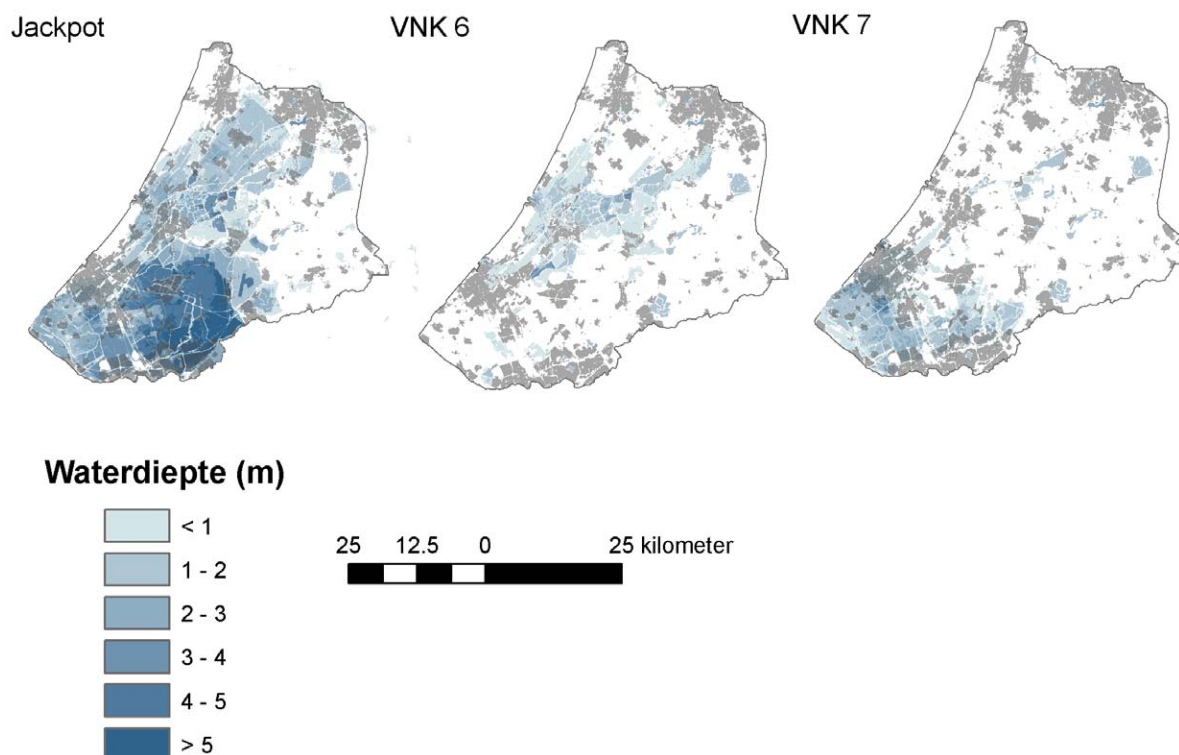 Jackpot
VNK 6
VNK 7
Waterdiepte (m)
< 1
1 - 2
2 - 3
3 - 4
4 - 5
> 5
25 12.5 0 25 kilometer